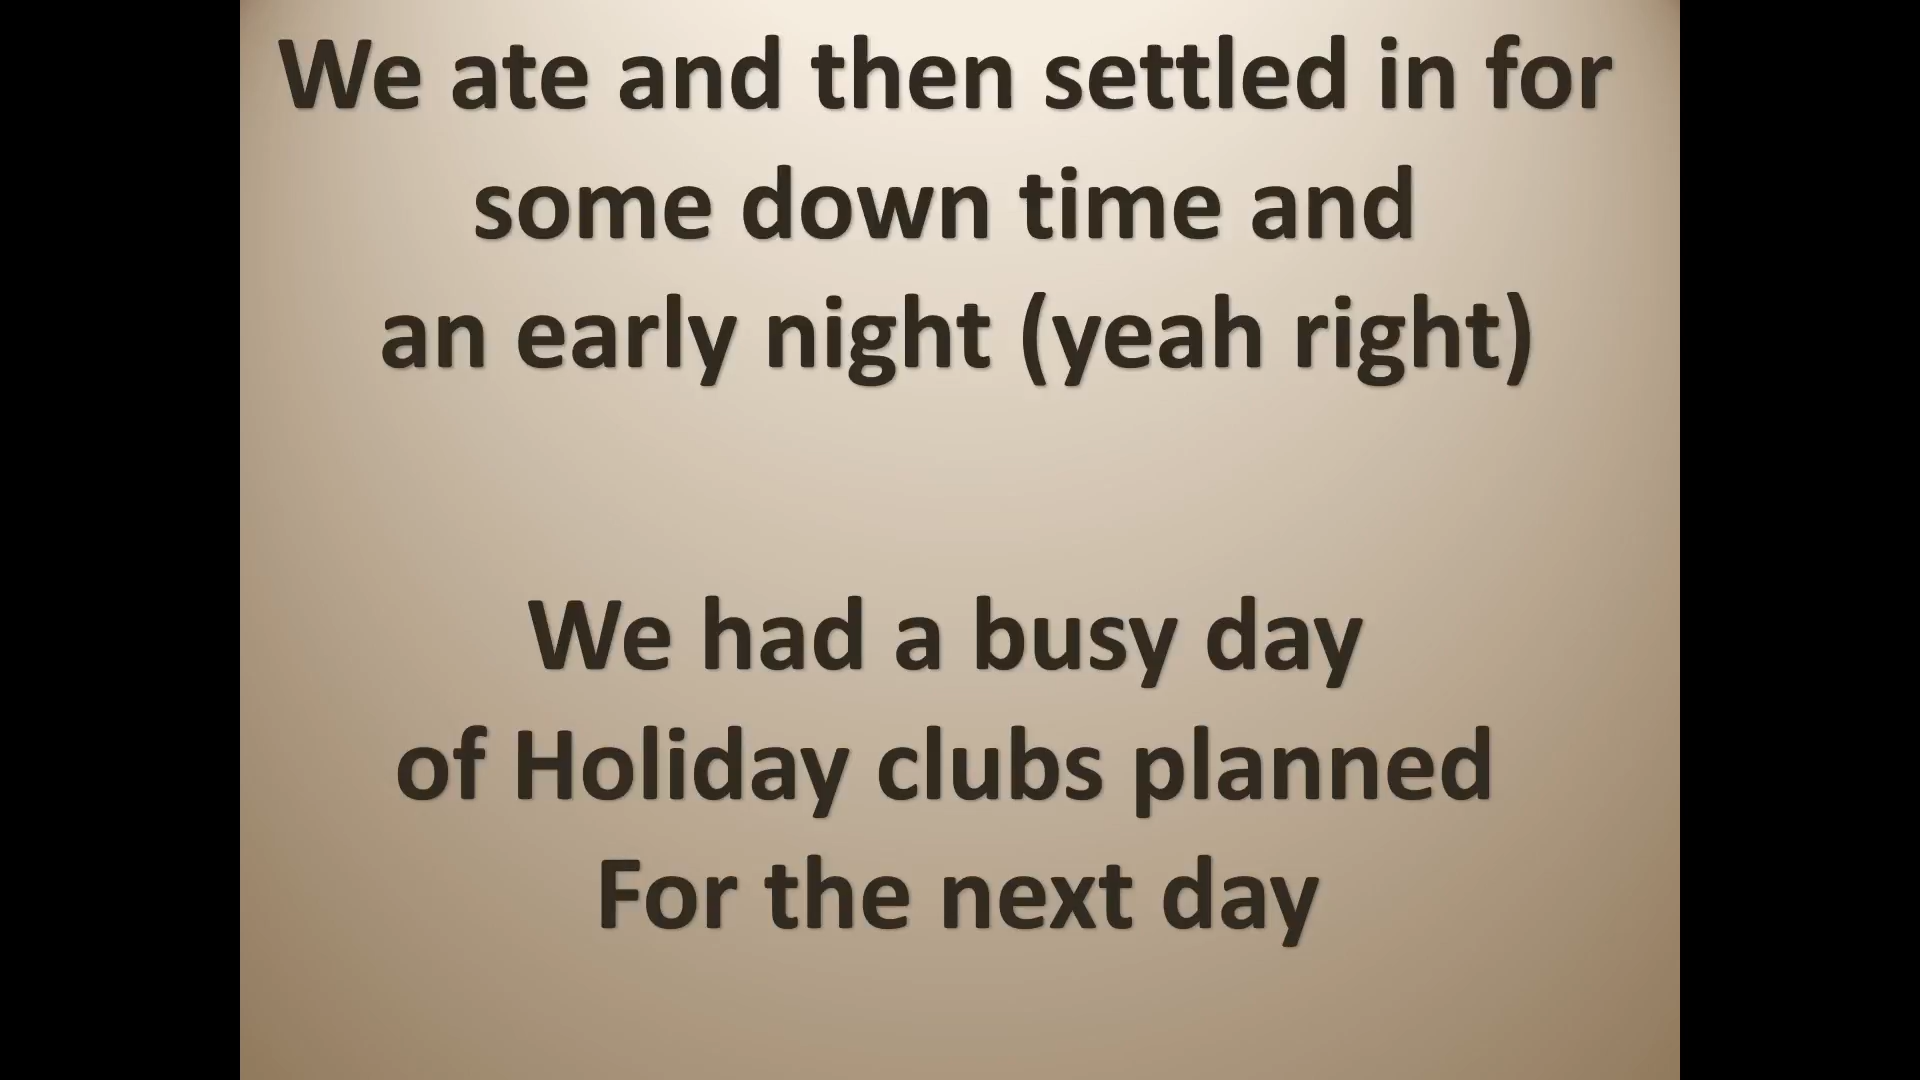 We ate and then settled in for
some down time and
an early night (yeah right)
We had a busy day
of Holiday clubs planned
For the next day